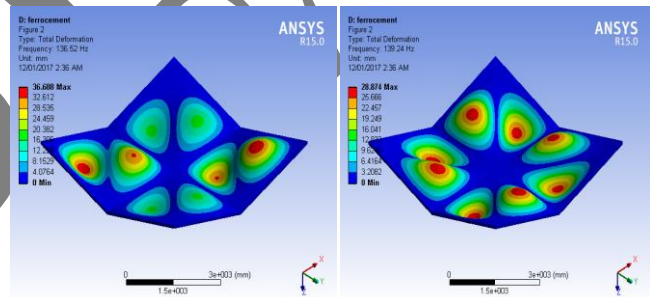 D: ferrocement
Figure 2
Type: Total Deformation
Frequency: 136.52 Hz
Unit: mm
12/01/2017 2:36 AM
ANSYS
R15.0
36.688 Max
32.612
28.535
24.459
20.382
8.1529
4.0764
0 Min
0
3e+003 (mm)
1.5e+003
X
Y
Z
D: ferrocement
Figure 2
Type: Total Deformation
Frequency: 139.24 Hz
Unit: mm
12/01/2017 2:36 AM
ANSYS
R15.0
28.874 Max
25.666
22.457
19.249
16.041
6.4164
3.2082
0 Min
0
3e+003 (mm)
1.5e+003
X
Y
Z